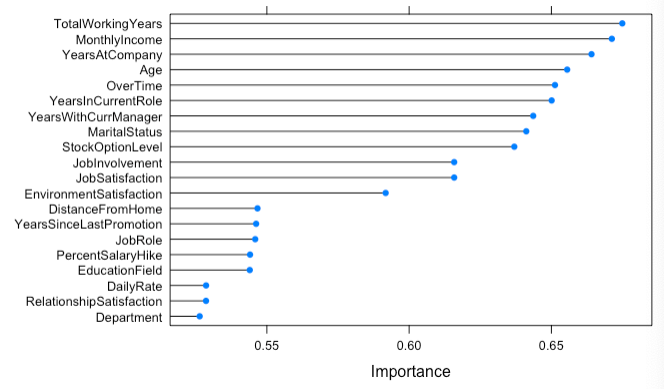 TotalWorkingYears
MonthlyIncome
YearsAtCompany
Age
OverTime
YearsInCurrentRole
YearsWithCurrManager
MaritalStatus
StockOptionLevel
JobInvolvement
JobSatisfaction
EnvironmentSatisfaction
DistanceFromHome
YearsSinceLastPromotion
JobRole
PercentSalaryHike
EducationField
DailyRate
RelationshipSatisfaction
Department
0.55 0.60 0.65
Importance